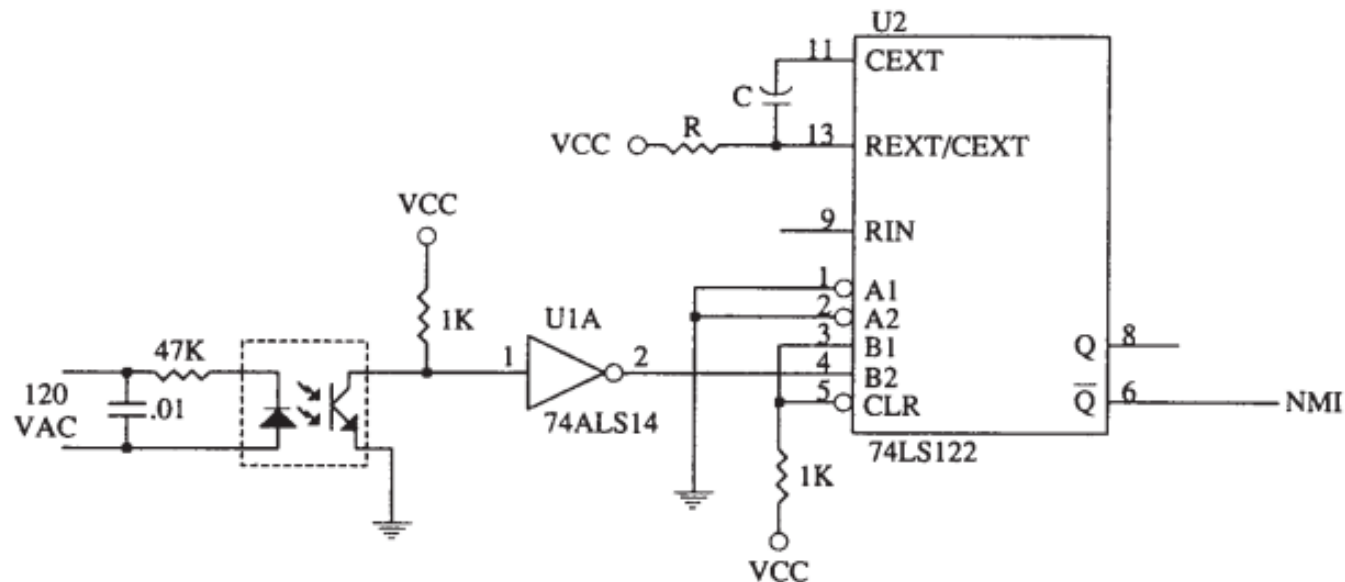 U2
11
CEXT
C
R
VCC
13
REXT/CEXT
VCC
9
RIN
1
A1
2
A2
1K
U1A
3
B1
Q
8
47K
1
2
4
B2
120
VAC
.01
5
CLR
Q
6
NMI
74ALS14
74LS122
1K
VCC